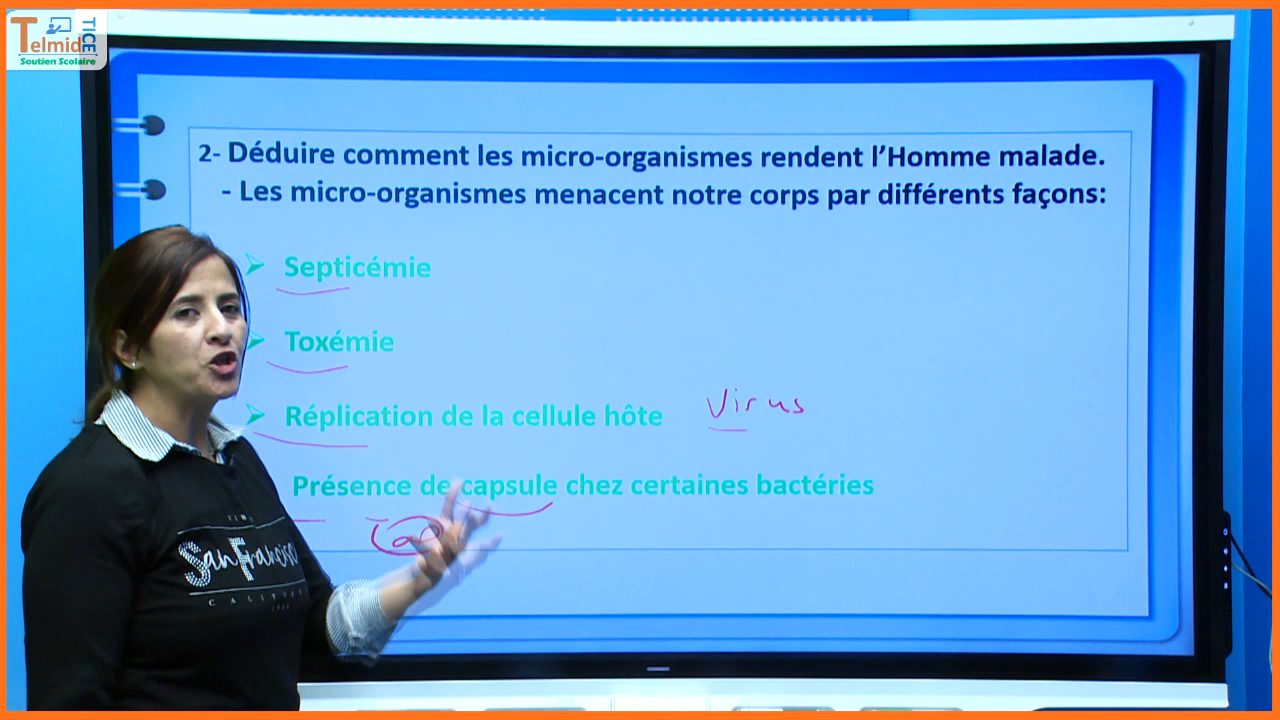 Telmid TICE
Soutien Scolaire
2- Déduire comment les micro-organismes rendent l’Homme malade.
- Les micro-organismes menacent notre corps par différents façons:
➢ Septicémie
➢ Toxémie
➢ Réplication de la cellule hôte
Virus
Présence de capsule chez certaines bactéries
San Francisco